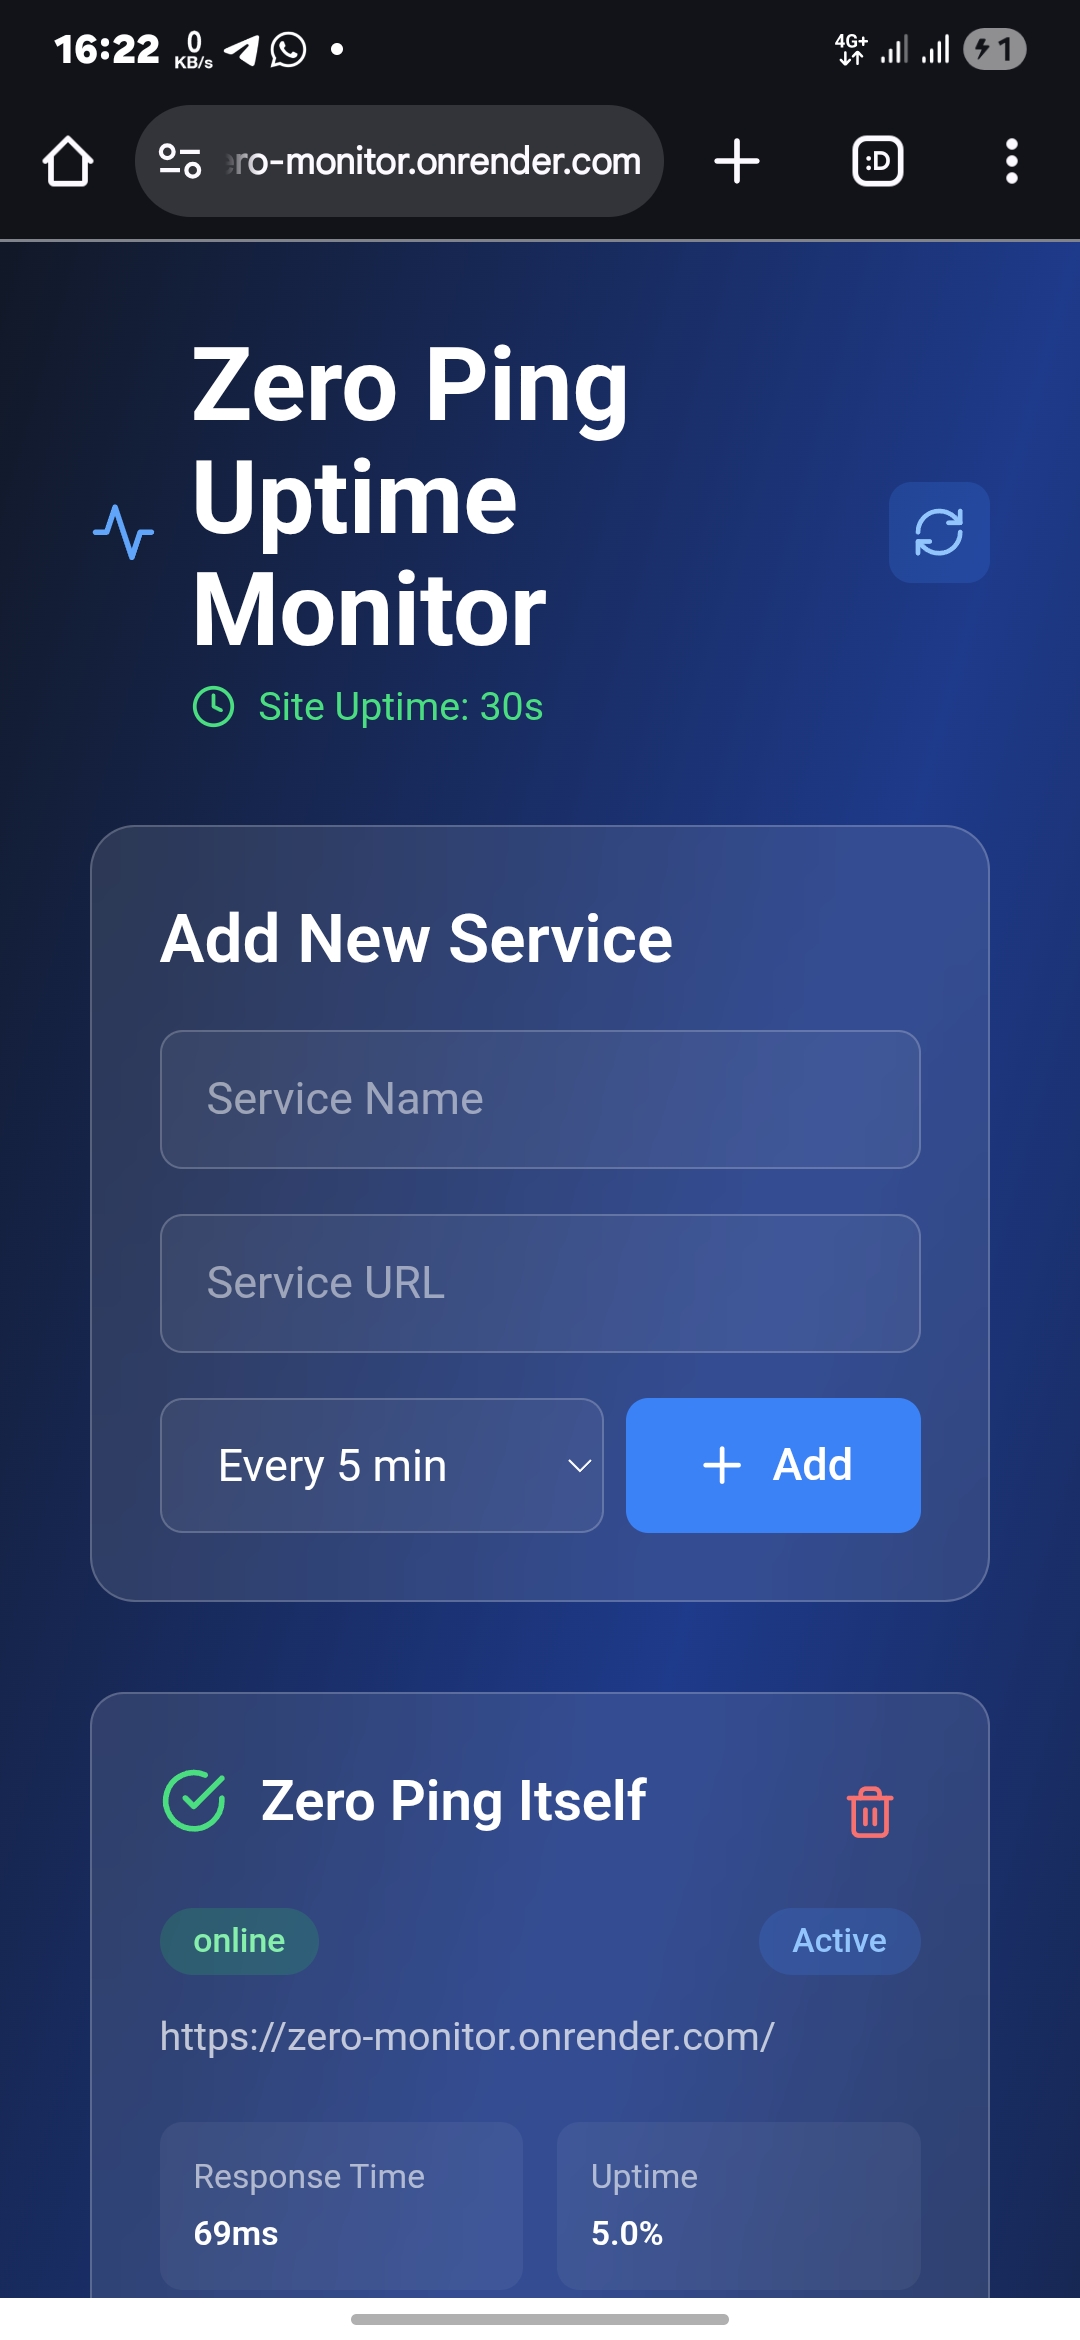 16:22 0 KB/s 4G+ 1
ro-monitor.onrender.com :D
Zero Ping
Uptime
Monitor
Site Uptime: 30s
Add New Service
Service Name
Service URL
Every 5 min Add
Zero Ping Itself
online Active
https://zero-monitor.onrender.com/
Response Time Uptime
69ms 5.0%